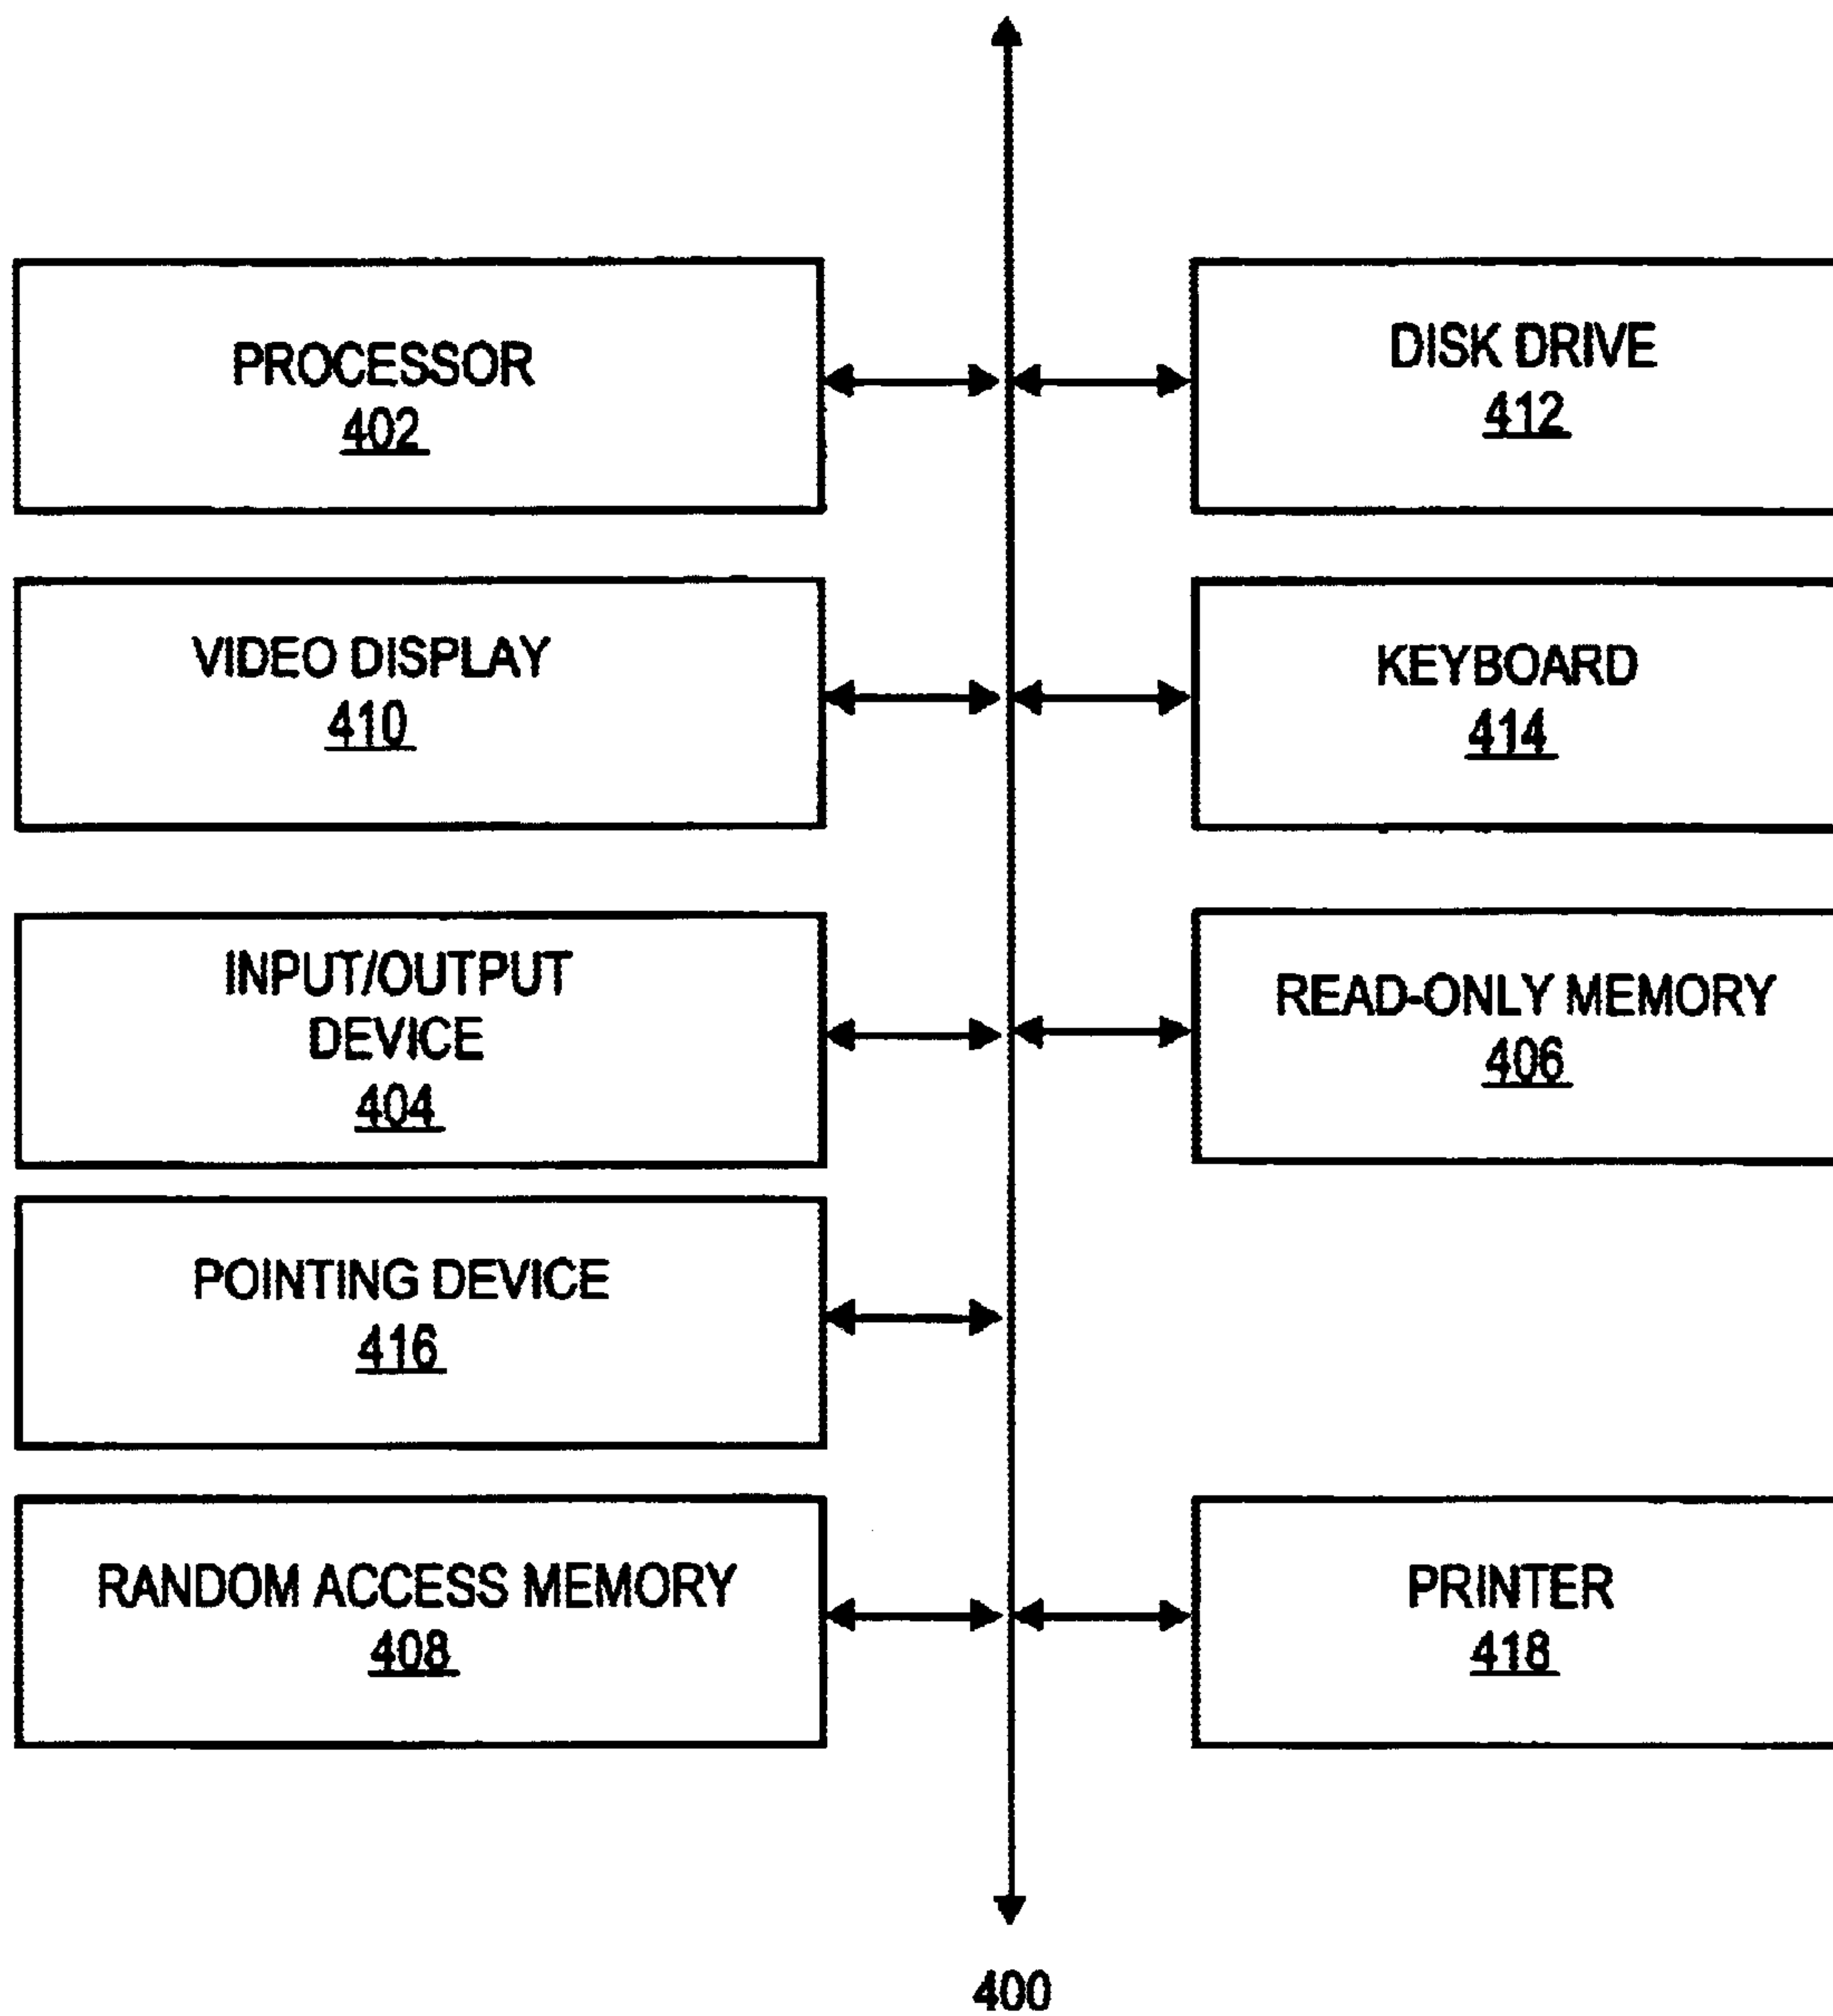 PROCESSOR
402
DISK DRIVE
412
VIDEO DISPLAY
410
KEYBOARD
414
INPUT/OUTPUT
DEVICE
404
READ-ONLY MEMORY
406
POINTING DEVICE
416
RANDOM ACCESS MEMORY
408
PRINTER
418
400